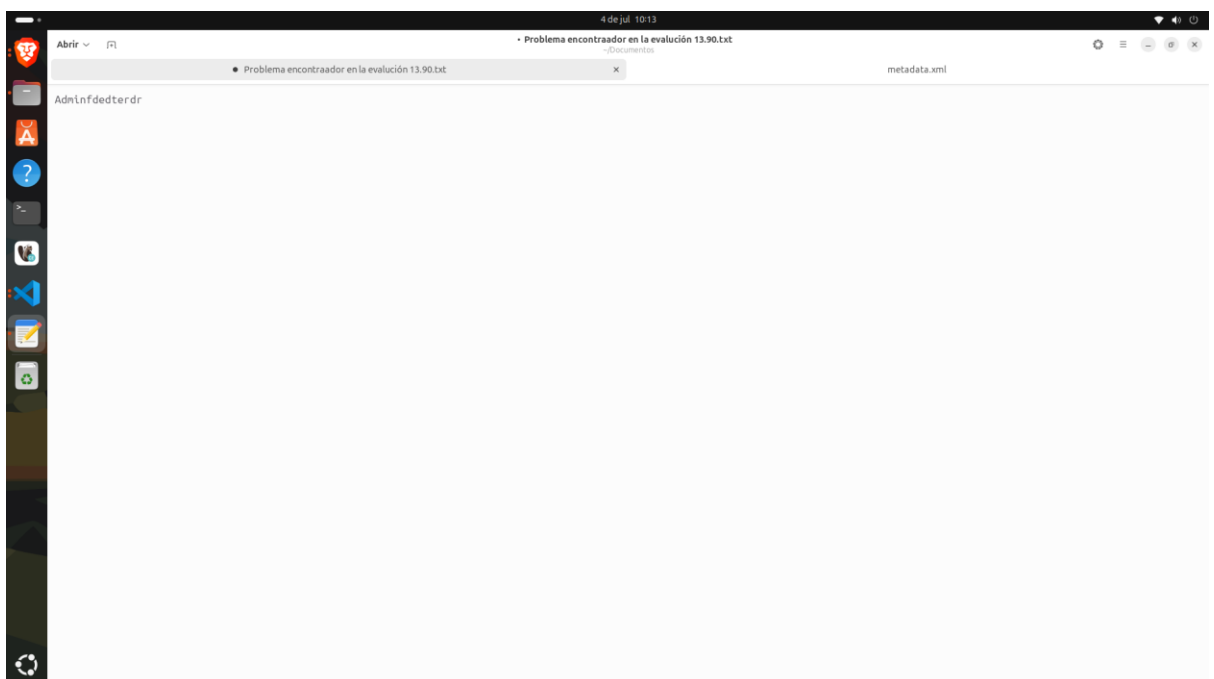 4 de jul 10:13
Abrir
• Problema encontraador en la evalución 13.90.txt
~/Documentos
• Problema encontraador en la evalución 13.90.txt
metadata.xml
Adminfdedterdr